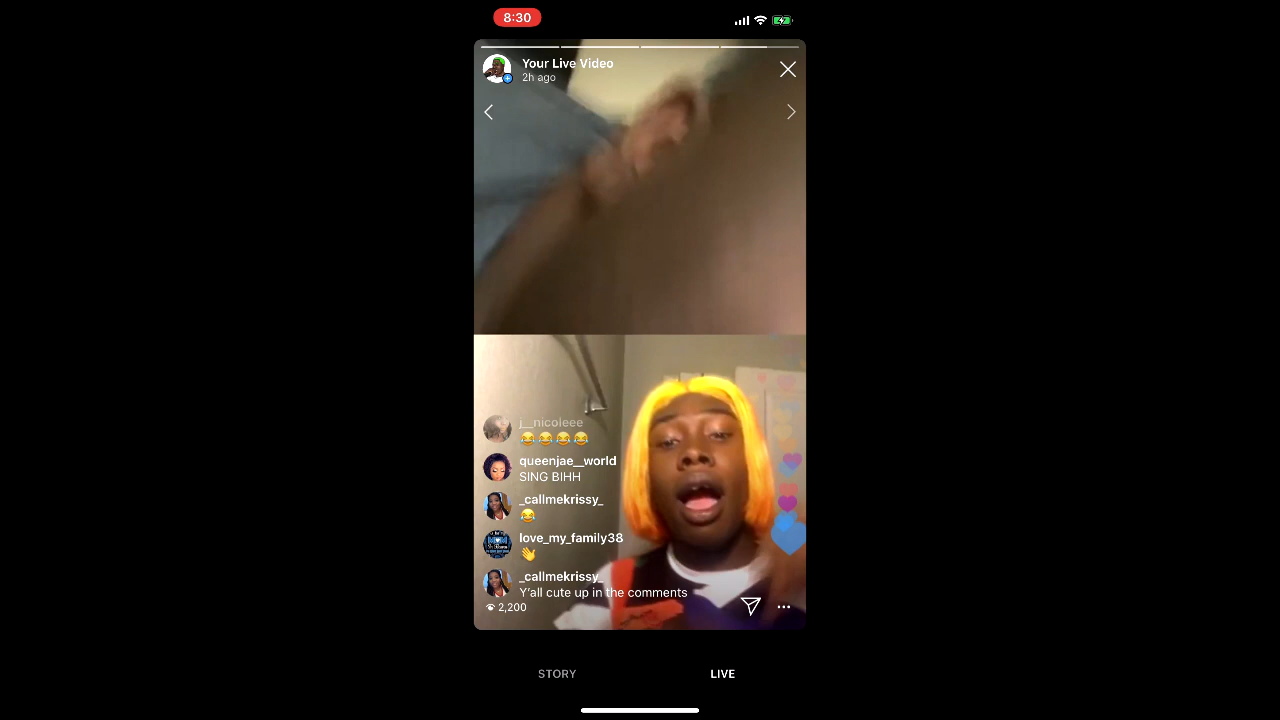 8:30
Your Live Video
2h ago
j__nicoleee
😂😂😂😂
queenjae__world
SING BIHH
_callmekrissy_
😂
love_my_family38
👋
_callmekrissy_
Y'all cute up in the comments
2,200
STORY
LIVE